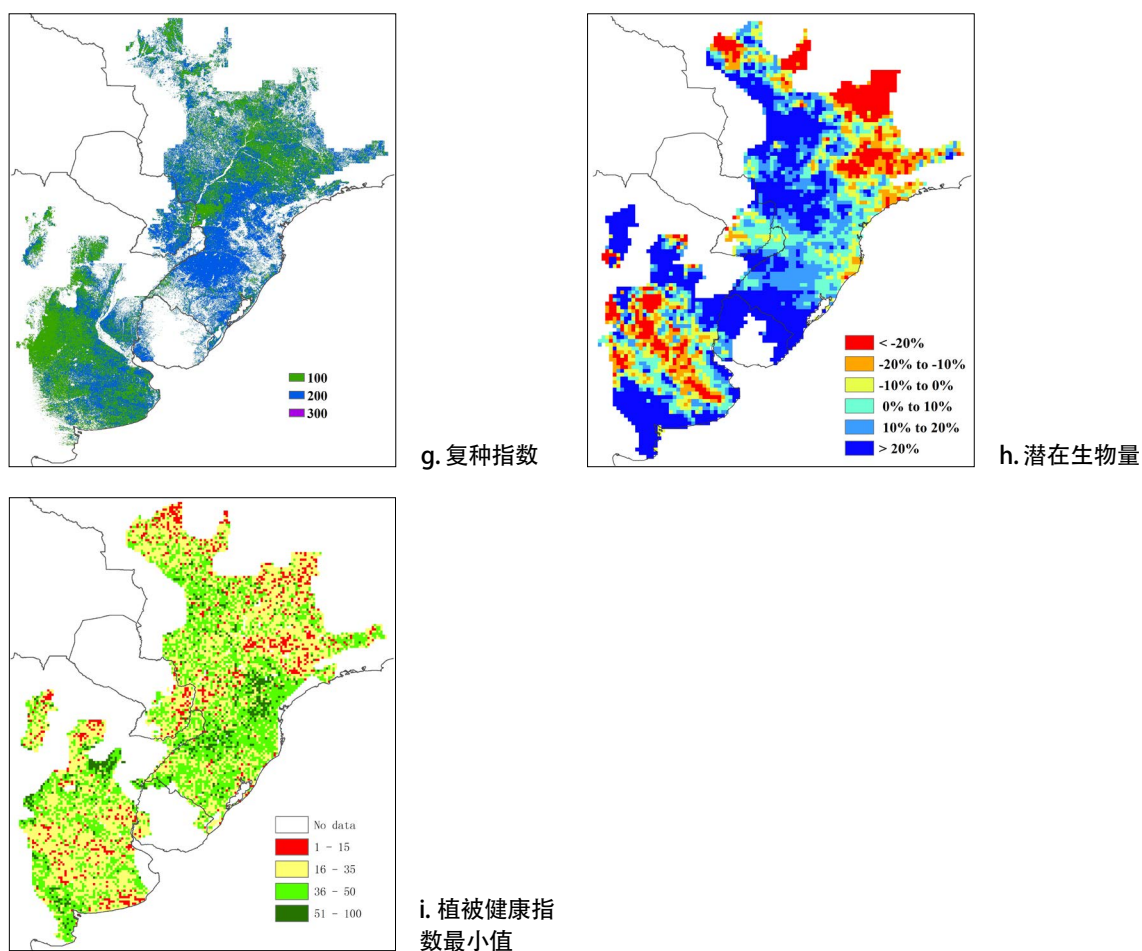 100
200
300
g. 复种指数
< -20%
-20% to -10%
-10% to 0%
0% to 10%
10% to 20%
> 20%
h. 潜在生物量
No data
1 - 15
16 - 35
36 - 50
51 - 100
i. 植被健康指
数最小值